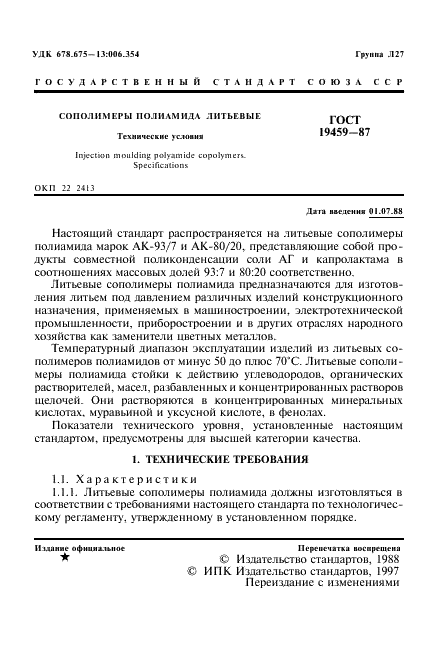 УДК 678.675—13:006.354 Группа Л27
ГОСУДАРСТВЕННЫЙ СТАНДАРТ СОЮЗА ССР
СОПОЛИМЕРЫ ПОЛИАМИДА ЛИТЬЕВЫЕ
Технические условия
Injection moulding polyamide copolymers.
Specifications
ГОСТ
19459—87
ОКП 22 2413
Дата введения 01.07.88
Настоящий стандарт распространяется на литьевые сополимеры
полиамида марок АК-93/7 и АК-80/20, представляющие собой про-
дукты совместной поликонденсации соли АГ и капролактама в
соотношениях массовых долей 93:7 и 80:20 соответственно.
Литьевые сополимеры полиамида предназначаются для изготов-
ления литьем под давлением различных изделий конструкционного
назначения, применяемых в машиностроении, электротехнической
промышленности, приборостроении и в других отраслях народного
хозяйства как заменители цветных металлов.
Температурный диапазон эксплуатации изделий из литьевых со-
полимеров полиамидов от минус 50 до плюс 70°С. Литьевые сополи-
меры полиамида стойки к действию углеводородов, органических
растворителей, масел, разбавленных и концентрированных растворов
щелочей. Они растворяются в концентрированных минеральных
кислотах, муравьиной и уксусной кислоте, в фенолах.
Показатели технического уровня, установленные настоящим
стандартом, предусмотрены для высшей категории качества.
1. ТЕХНИЧЕСКИЕ ТРЕБОВАНИЯ
1.1. Характеристики
1.1.1. Литьевые сополимеры полиамида должны изготовляться в
соответствии с требованиями настоящего стандарта по технологичес-
кому регламенту, утвержденному в установленном порядке.
Издание официальное Перепечатка воспрещена
★
© Издательство стандартов, 1988
© ИПК Издательство стандартов, 1997
Переиздание с изменениями